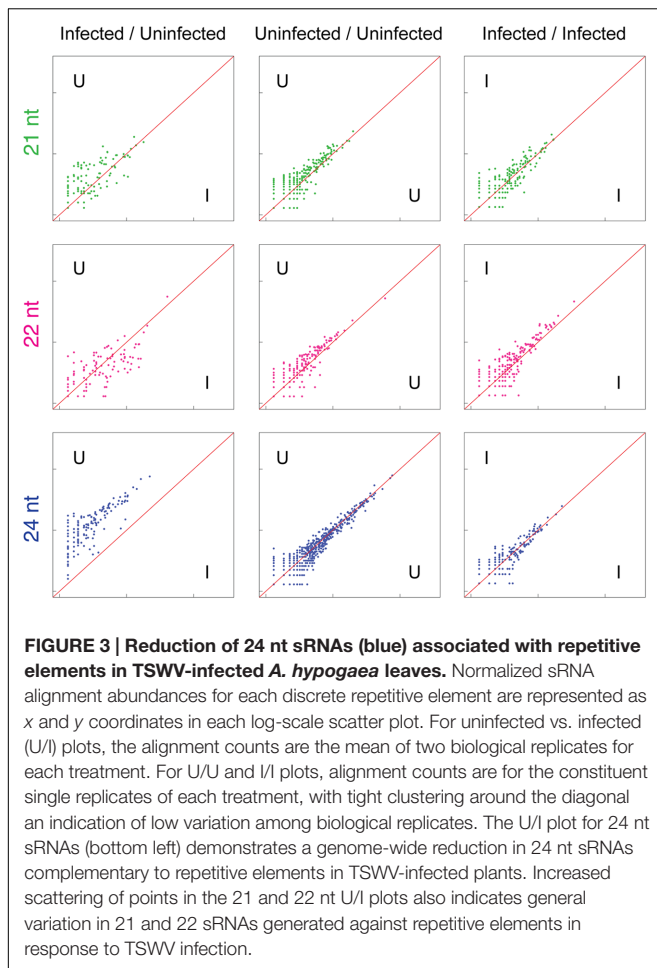 Infected / Uninfected Uninfected / Uninfected Infected / Infected
21 nt
U
I
U
U
I
I
22 nt
U
I
U
U
I
I
24 nt
U
I
U
U
I
I
FIGURE 3 | Reduction of 24 nt sRNAs (blue) associated with repetitive
elements in TSWV-infected A. hypogaea leaves. Normalized sRNA
alignment abundances for each discrete repetitive element are represented as
x and y coordinates in each log-scale scatter plot. For uninfected vs. infected
(U/I) plots, the alignment counts are the mean of two biological replicates for
each treatment. For U/U and I/I plots, alignment counts are for the constituent
single replicates of each treatment, with tight clustering around the diagonal
an indication of low variation among biological replicates. The U/I plot for 24 nt
sRNAs (bottom left) demonstrates a genome-wide reduction in 24 nt sRNAs
complementary to repetitive elements in TSWV-infected plants. Increased
scattering of points in the 21 and 22 nt U/I plots also indicates general
variation in 21 and 22 sRNAs generated against repetitive elements in
response to TSWV infection.